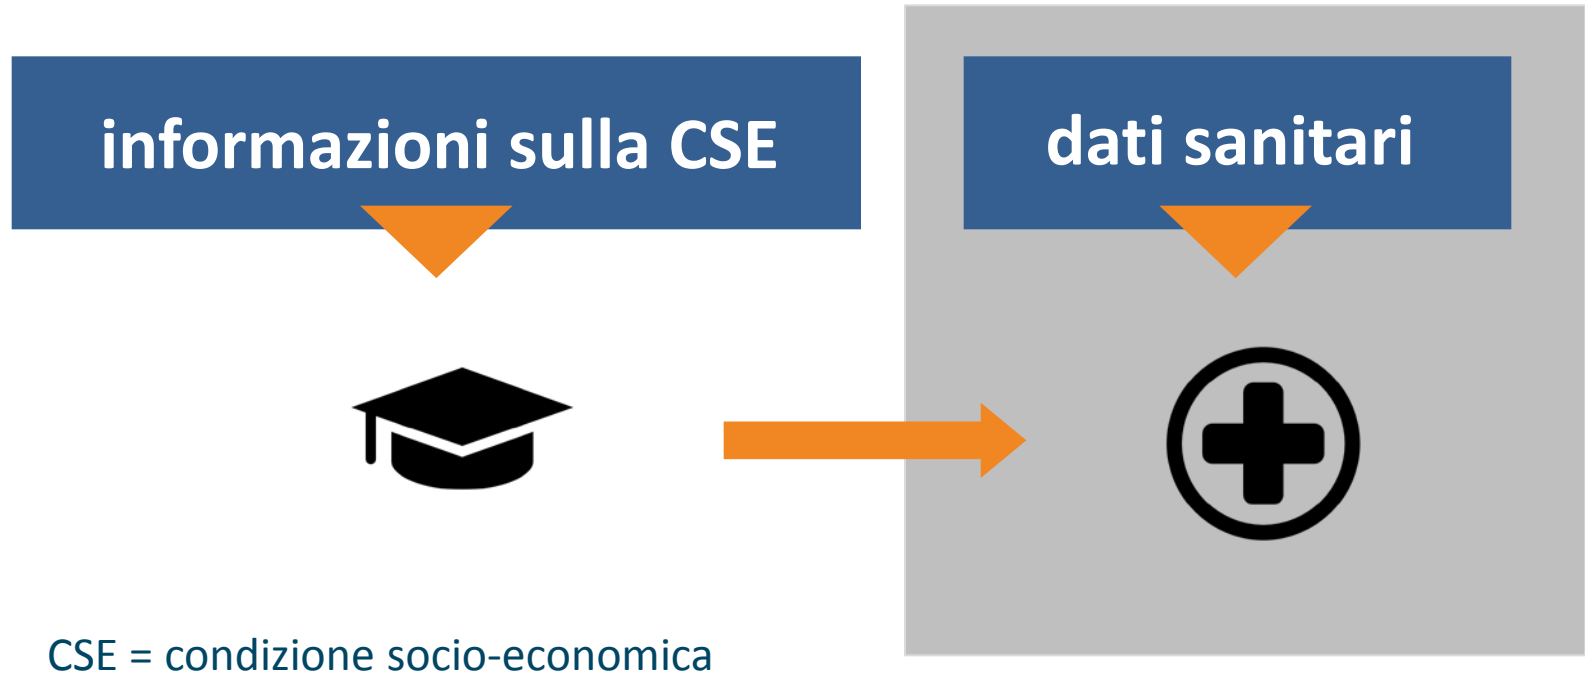 informazioni sulla CSE
dati sanitari
CSE = condizione socio-economica